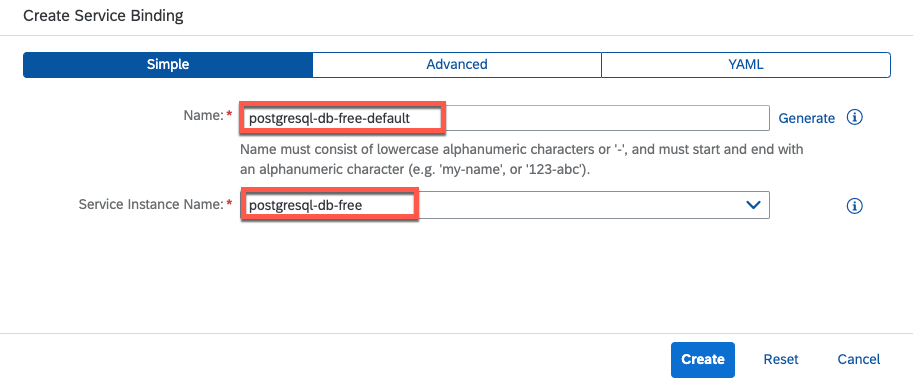 Create Service Binding
Simple Advanced YAML
Name: * postgresql-db-free-default Generate
Name must consist of lowercase alphanumeric characters or '-', and must start and end with
an alphanumeric character (e.g. 'my-name', or '123-abc').
Service Instance Name: * postgresql-db-free
Create Reset Cancel